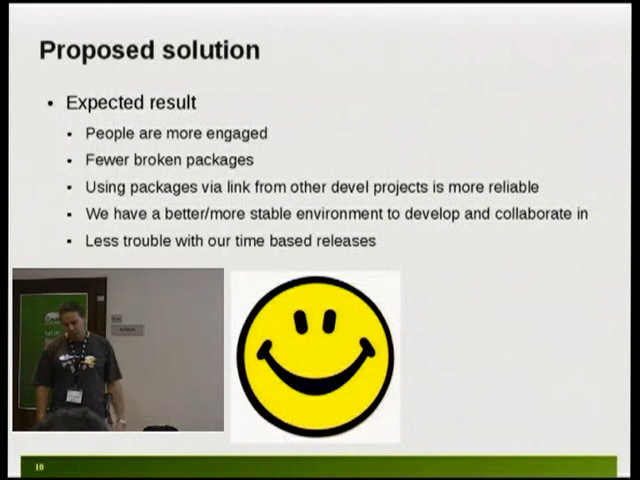 Proposed solution
• Expected result
• People are more engaged
• Fewer broken packages
• Using packages via link from other devel projects is more reliable
• We have a better/more stable environment to develop and collaborate in
• Less trouble with our time based releases
10